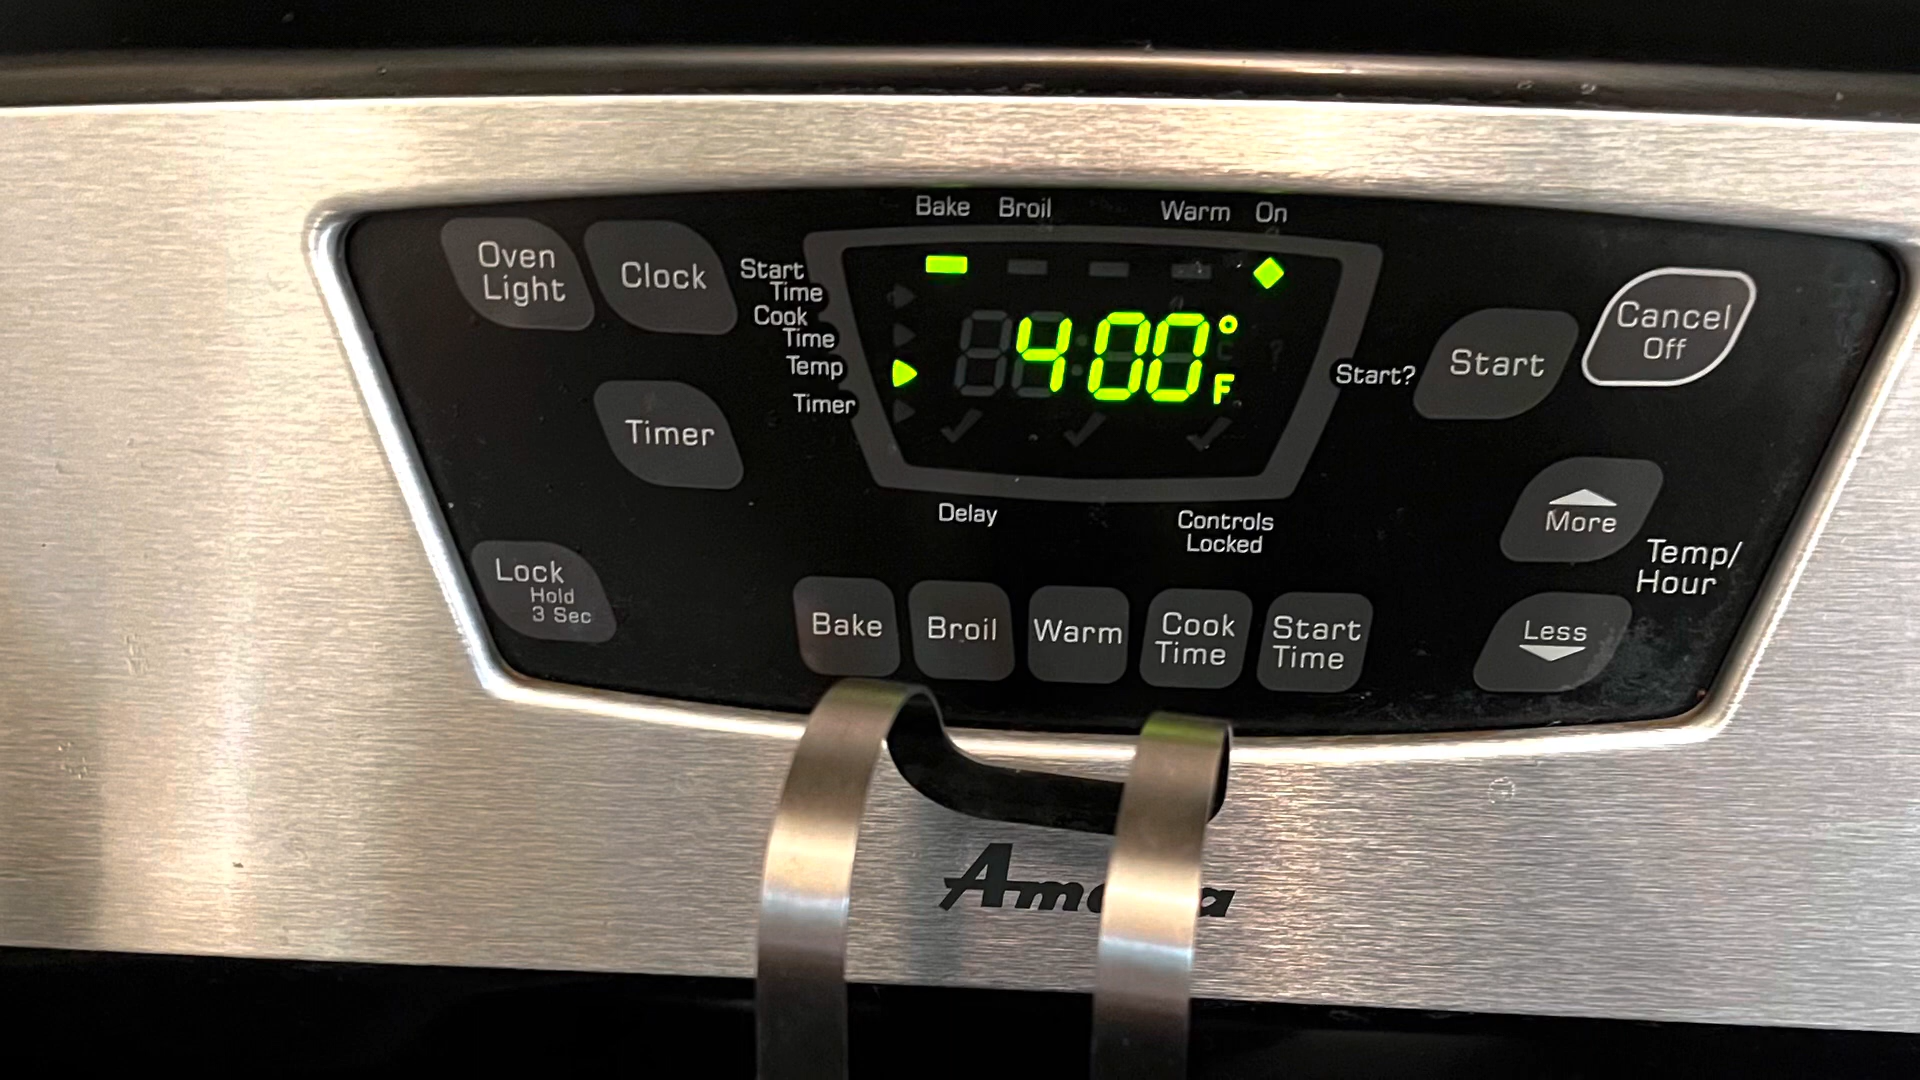 Bake Broil Warm On
Oven
Light
Clock
Start
Time
Cook
Time
Temp
Timer
400°F
Start?
Start
Cancel
Off
Timer
More
Temp/
Hour
Less
Delay
Controls
Locked
Lock
Hold
3 Sec
Bake
Broil
Warm
Cook
Time
Start
Time